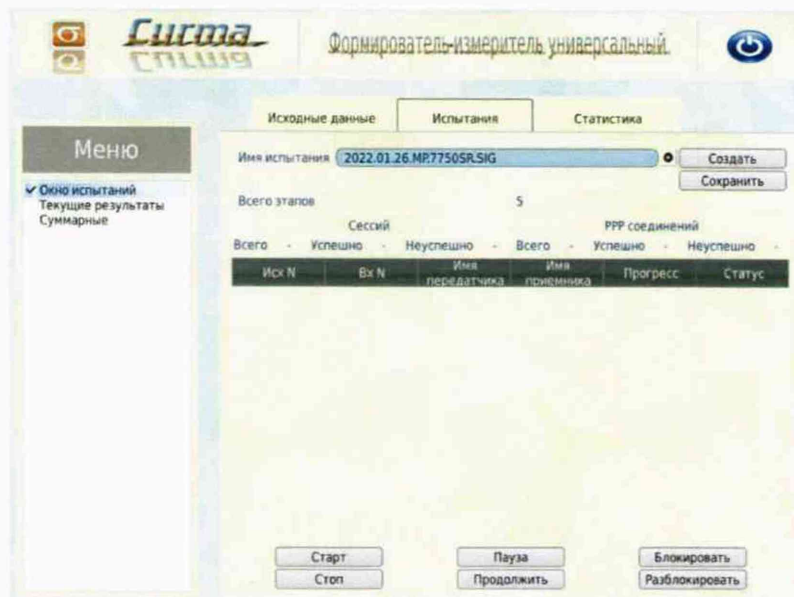 σ Сигма Формирователь-измеритель универсальный.
Исходные данные Испытания Статистика
Меню
Имя испытания 2022.01.26.MP.7750SR.SIG Создать
✔ Окно испытаний Сохранить
Текущие результаты
Всего этапов 5
Суммарные
Сессий PPP соединений
Всего - Успешно - Неуспешно - Всего - Успешно - Неуспешно -
Исх N Вх N Имя передатчика Имя приемника Прогресс Статус
Старт Пауза Блокировать
Стоп Продолжить Разблокировать